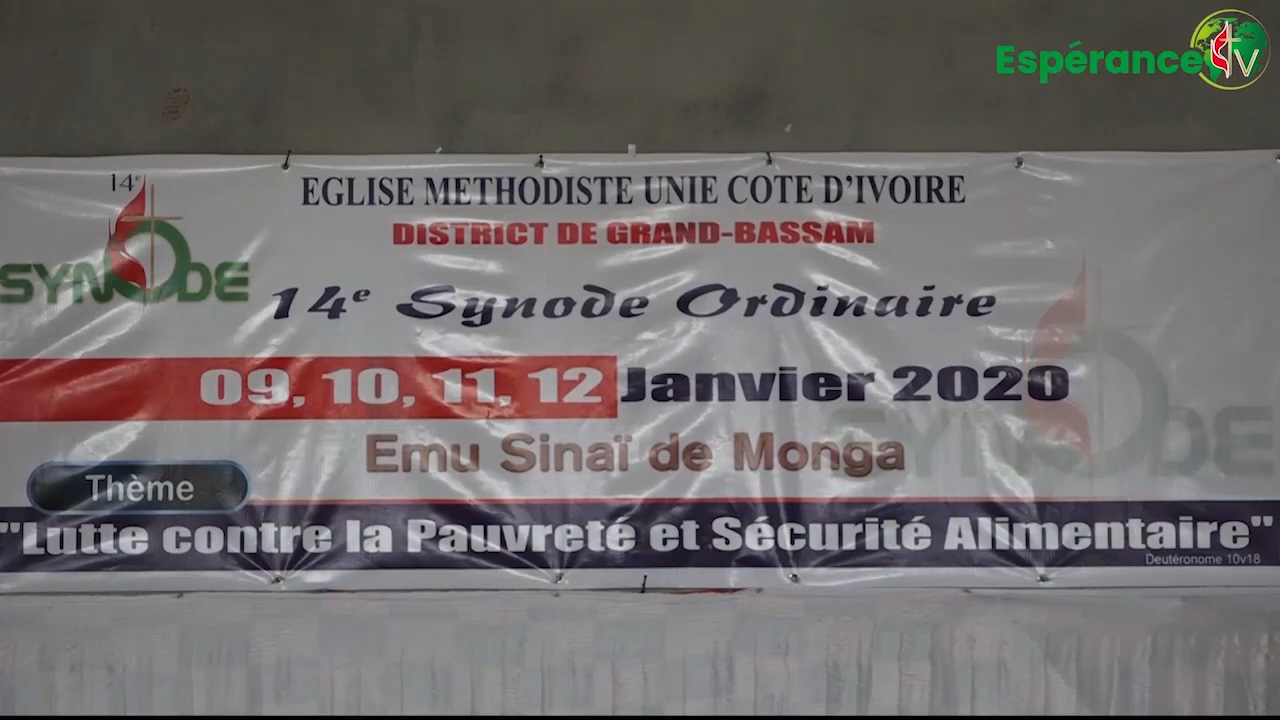 Espérance TV
14e
SYNODE
EGLISE METHODISTE UNIE COTE D'IVOIRE
DISTRICT DE GRAND-BASSAM
14e Synode Ordinaire
09, 10, 11, 12 Janvier 2020
Emu Sinaï de Monga
SYNODE
Thème
"Lutte contre la Pauvreté et Sécurité Alimentaire"
Deutéronome 10v18